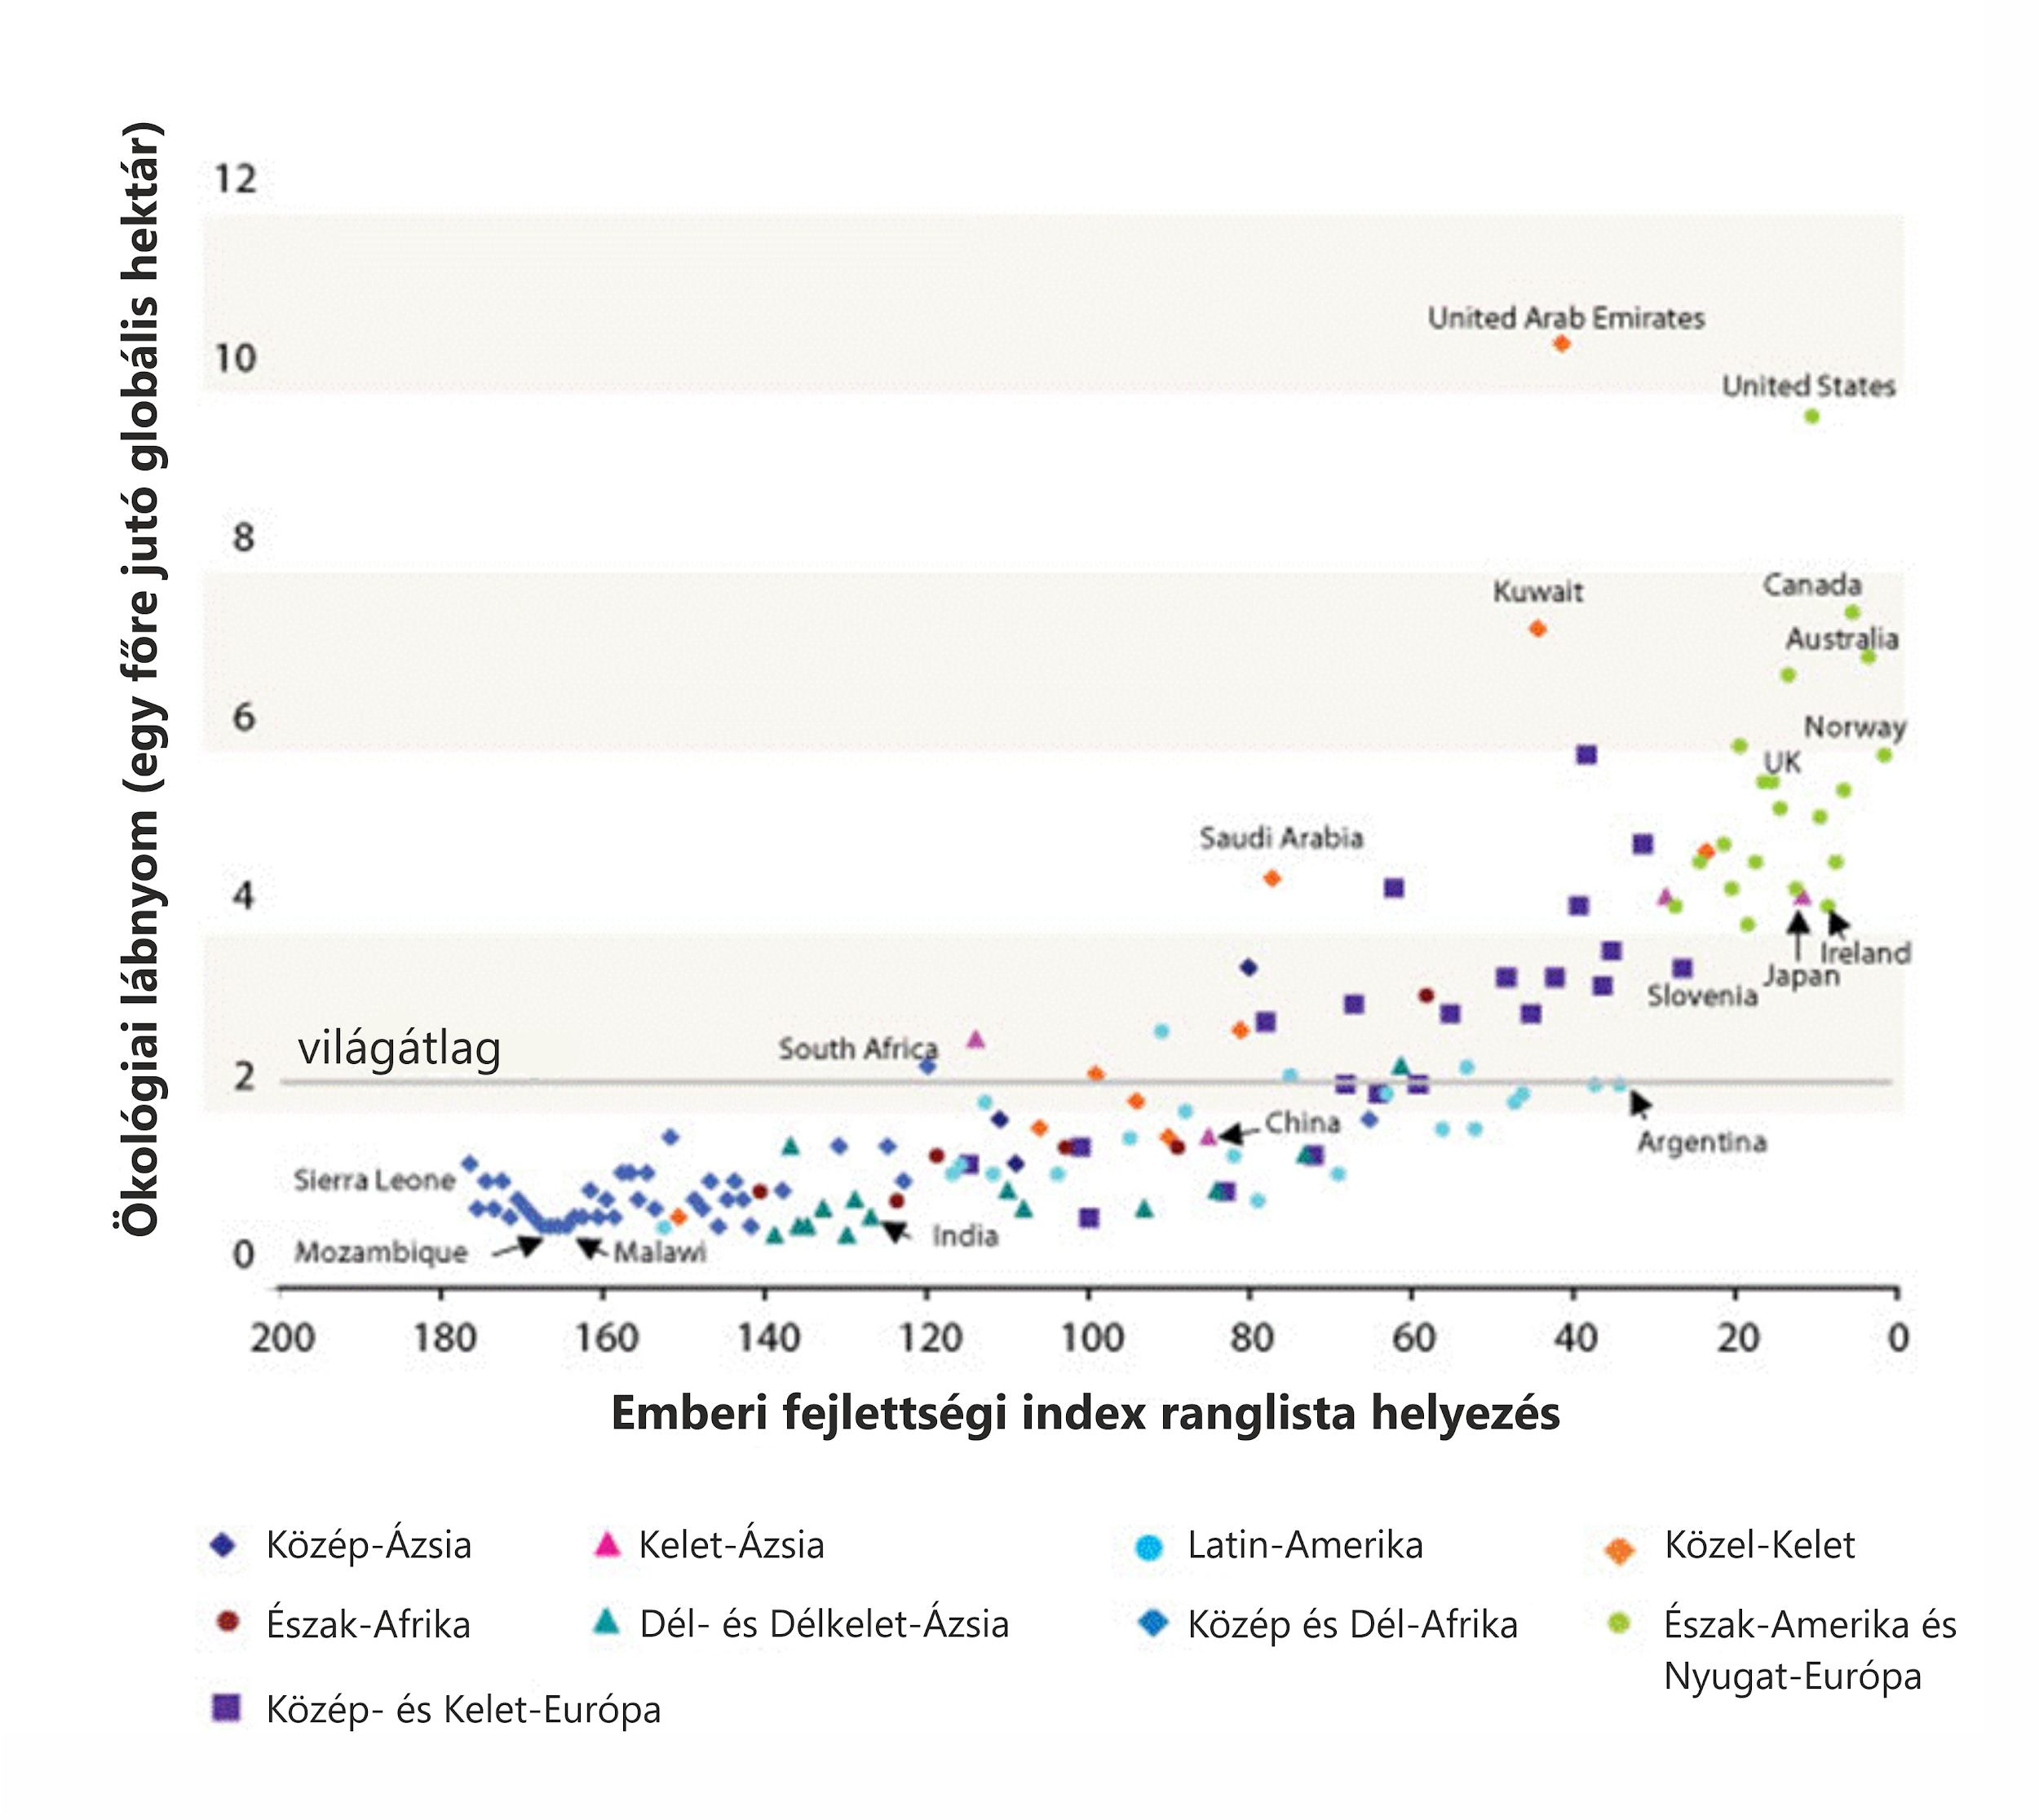 Ökológiai lábnyom (egy főre jutó globális hektár)
12
10
8
6
4
2
0
United Arab Emirates
United States
Kuwait
Canada
Australia
Norway
UK
Saudi Arabia
Ireland
Japan
Slovenia
világátlag
South Africa
China
Argentina
Sierra Leone
India
Mozambique
Malawi
200 180 160 140 120 100 80 60 40 20 0
Emberi fejlettségi index ranglista helyezés
Közép-Ázsia
Kelet-Ázsia
Latin-Amerika
Közel-Kelet
Észak-Afrika
Dél- és Délkelet-Ázsia
Közép és Dél-Afrika
Észak-Amerika és
Nyugat-Európa
Közép- és Kelet-Európa